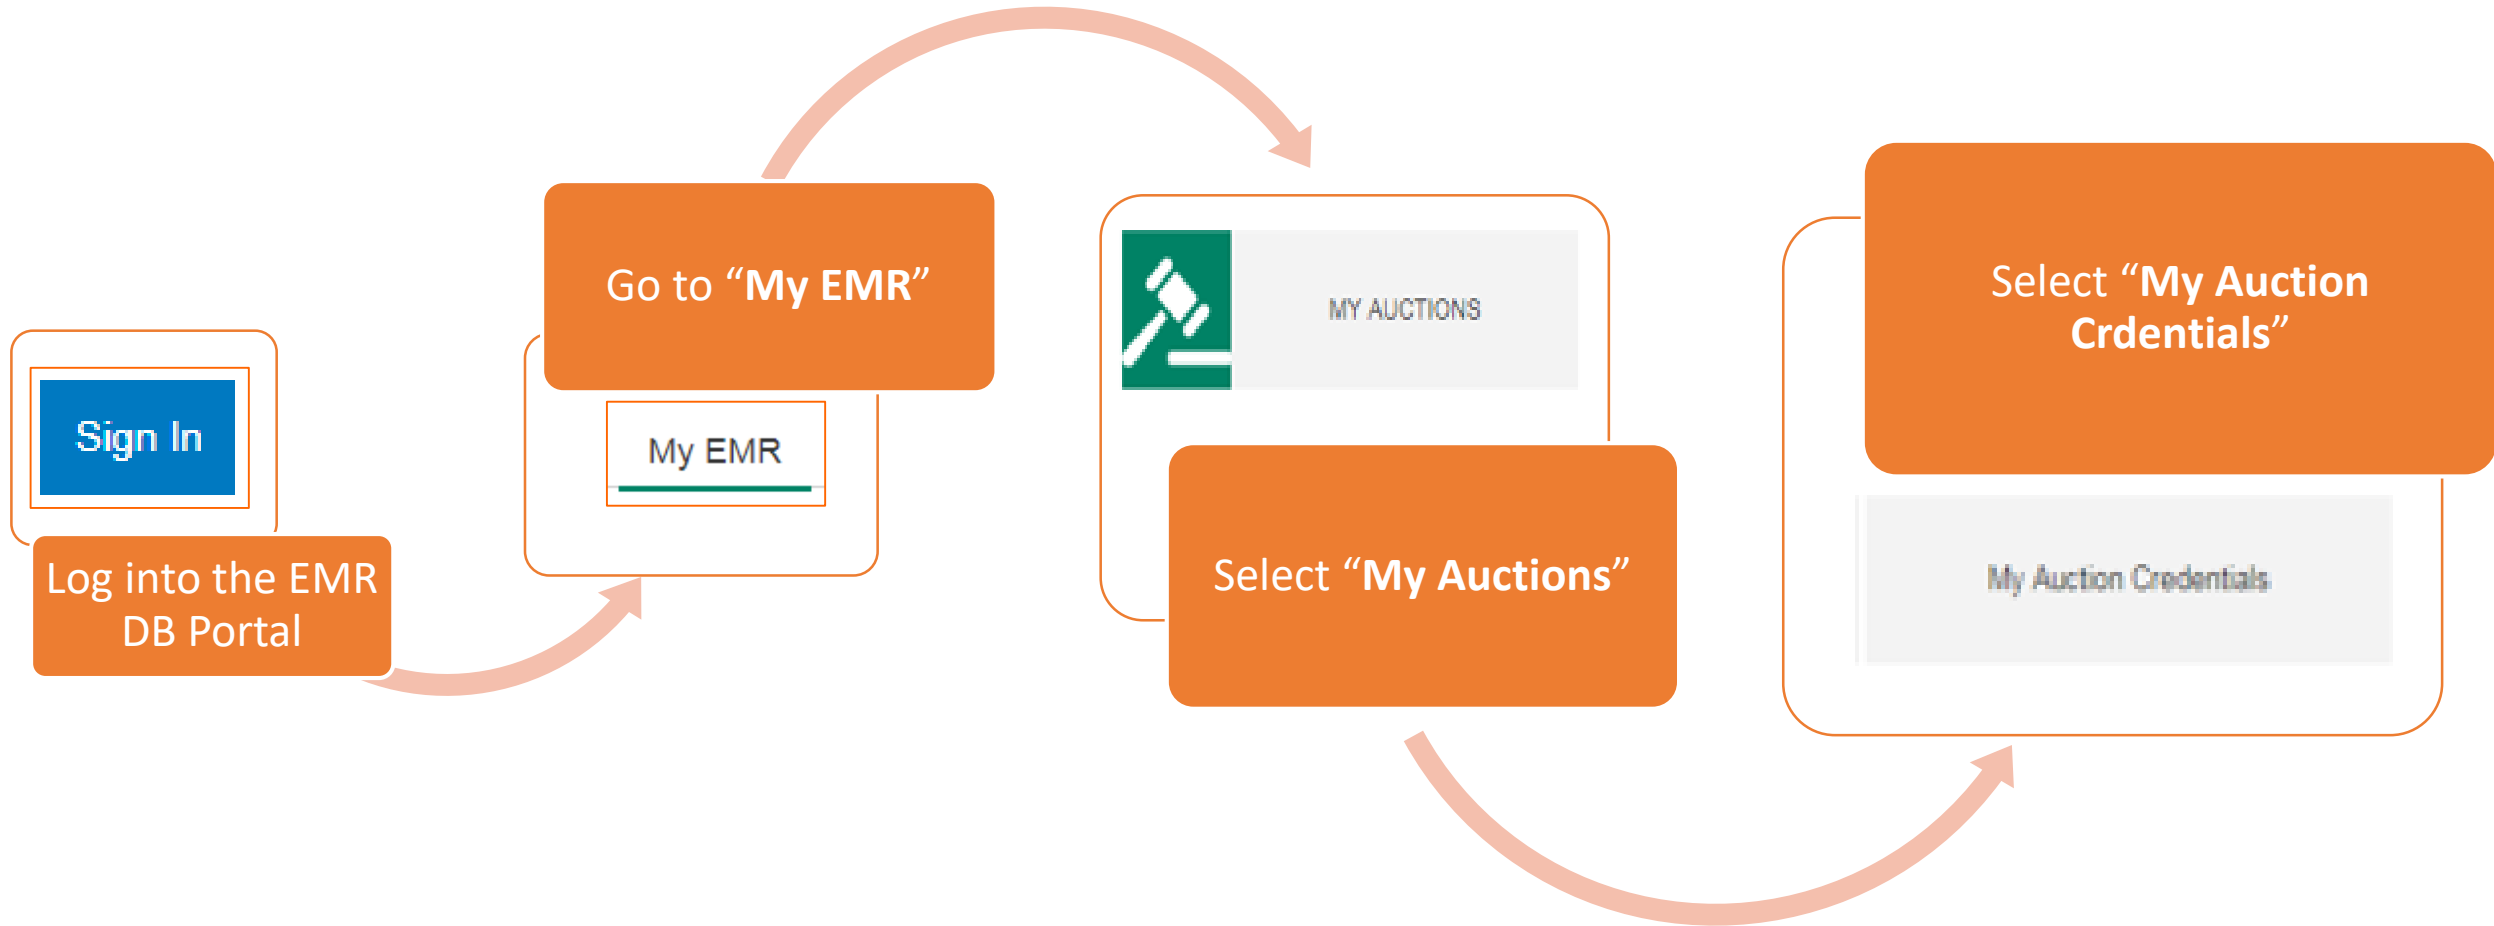 Sign In
Log into the EMR
DB Portal
Go to “My EMR”
My EMR
MY AUCTIONS
Select “My Auctions”
Select “My Auction
Crdentials”
My Auction Credentials